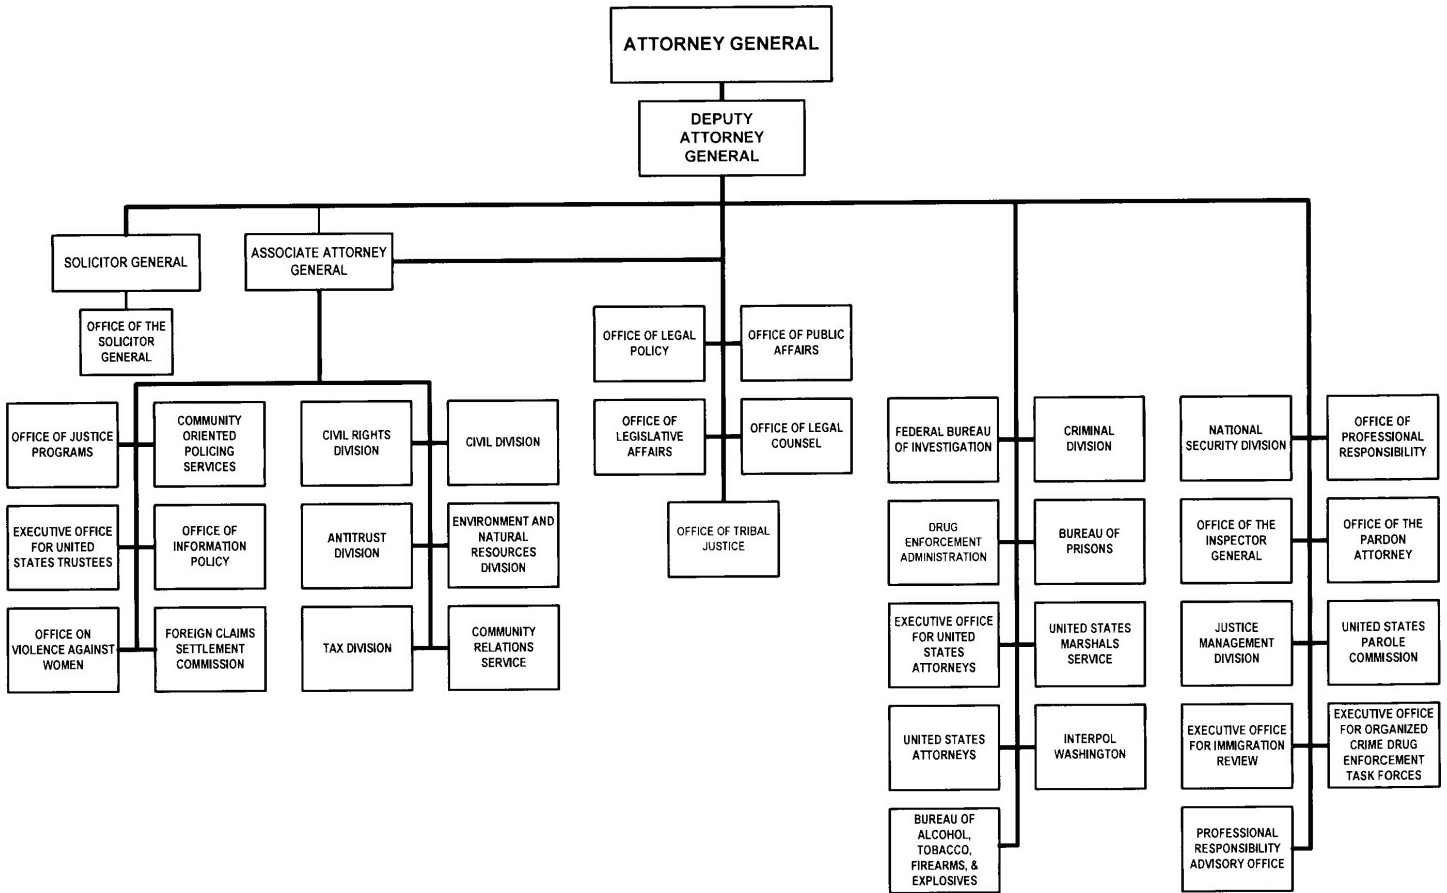 ATTORNEY GENERAL
DEPUTY
ATTORNEY
GENERAL
SOLICITOR GENERAL
ASSOCIATE ATTORNEY
GENERAL
OFFICE OF THE
SOLICITOR
GENERAL
OFFICE OF LEGAL
POLICY
OFFICE OF PUBLIC
AFFAIRS
OFFICE OF
LEGISLATIVE
AFFAIRS
OFFICE OF LEGAL
COUNSEL
OFFICE OF TRIBAL
JUSTICE
OFFICE OF JUSTICE
PROGRAMS
COMMUNITY
ORIENTED
POLICING
SERVICES
EXECUTIVE OFFICE
FOR UNITED
STATES TRUSTEES
OFFICE OF
INFORMATION
POLICY
OFFICE ON
VIOLENCE AGAINST
WOMEN
FOREIGN CLAIMS
SETTLEMENT
COMMISSION
CIVIL RIGHTS
DIVISION
CIVIL DIVISION
ANTITRUST
DIVISION
ENVIRONMENT AND
NATURAL
RESOURCES
DIVISION
TAX DIVISION
COMMUNITY
RELATIONS
SERVICE
FEDERAL BUREAU
OF INVESTIGATION
CRIMINAL
DIVISION
DRUG
ENFORCEMENT
ADMINISTRATION
BUREAU OF
PRISONS
EXECUTIVE OFFICE
FOR UNITED
STATES
ATTORNEYS
UNITED STATES
MARSHALS
SERVICE
UNITED STATES
ATTORNEYS
INTERPOL
WASHINGTON
BUREAU OF
ALCOHOL,
TOBACCO,
FIREARMS, &
EXPLOSIVES
NATIONAL
SECURITY DIVISION
OFFICE OF
PROFESSIONAL
RESPONSIBILITY
OFFICE OF THE
INSPECTOR
GENERAL
OFFICE OF THE
PARDON
ATTORNEY
JUSTICE
MANAGEMENT
DIVISION
UNITED STATES
PAROLE
COMMISSION
EXECUTIVE OFFICE
FOR IMMIGRATION
REVIEW
EXECUTIVE OFFICE
FOR ORGANIZED
CRIME DRUG
ENFORCEMENT
TASK FORCES
PROFESSIONAL
RESPONSIBILITY
ADVISORY OFFICE